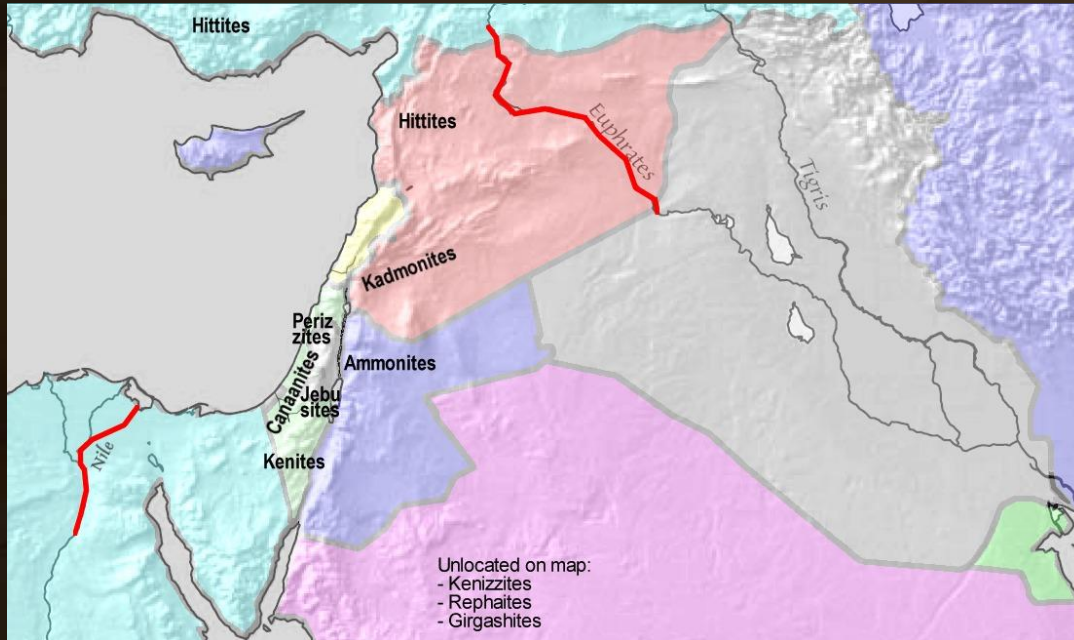 Hittites
Hittites
Euphrates
Tigris
Kadmonites
Periz
zites
Ammonites
Canaanites
Jebu
sites
Nile
Kenites
Unlocated on map:
- Kenizzites
- Rephaites
- Girgashites